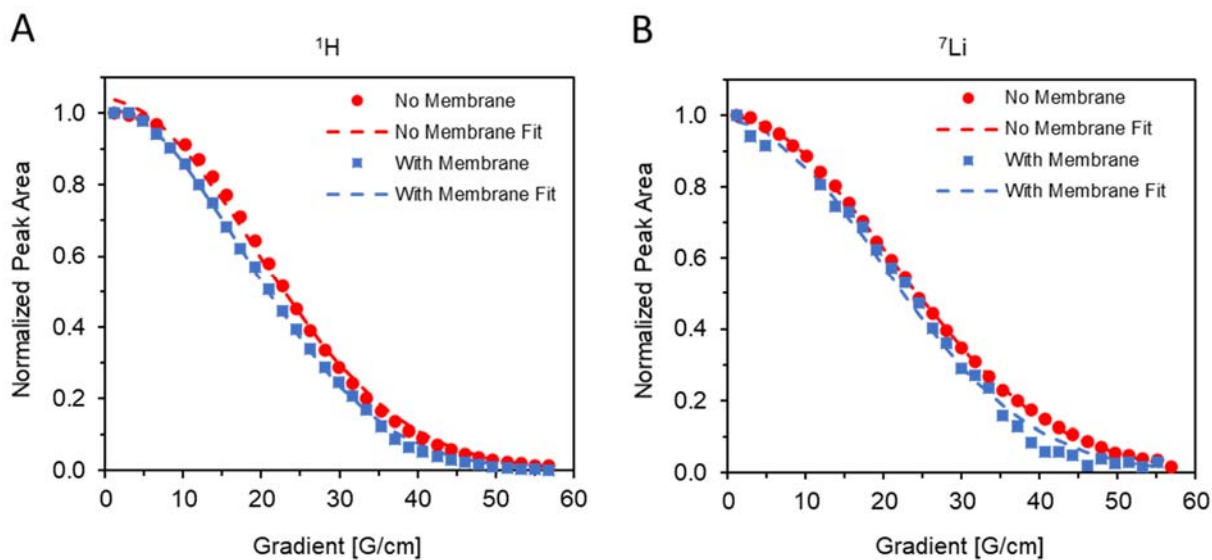 A
¹H
No Membrane
No Membrane Fit
With Membrane
With Membrane Fit
Normalized Peak Area
1.0
0.8
0.6
0.4
0.2
0.0
0 10 20 30 40 50 60
Gradient [G/cm]
B
⁷Li
No Membrane
No Membrane Fit
With Membrane
With Membrane Fit
Normalized Peak Area
1.0
0.8
0.6
0.4
0.2
0.0
0 10 20 30 40 50 60
Gradient [G/cm]